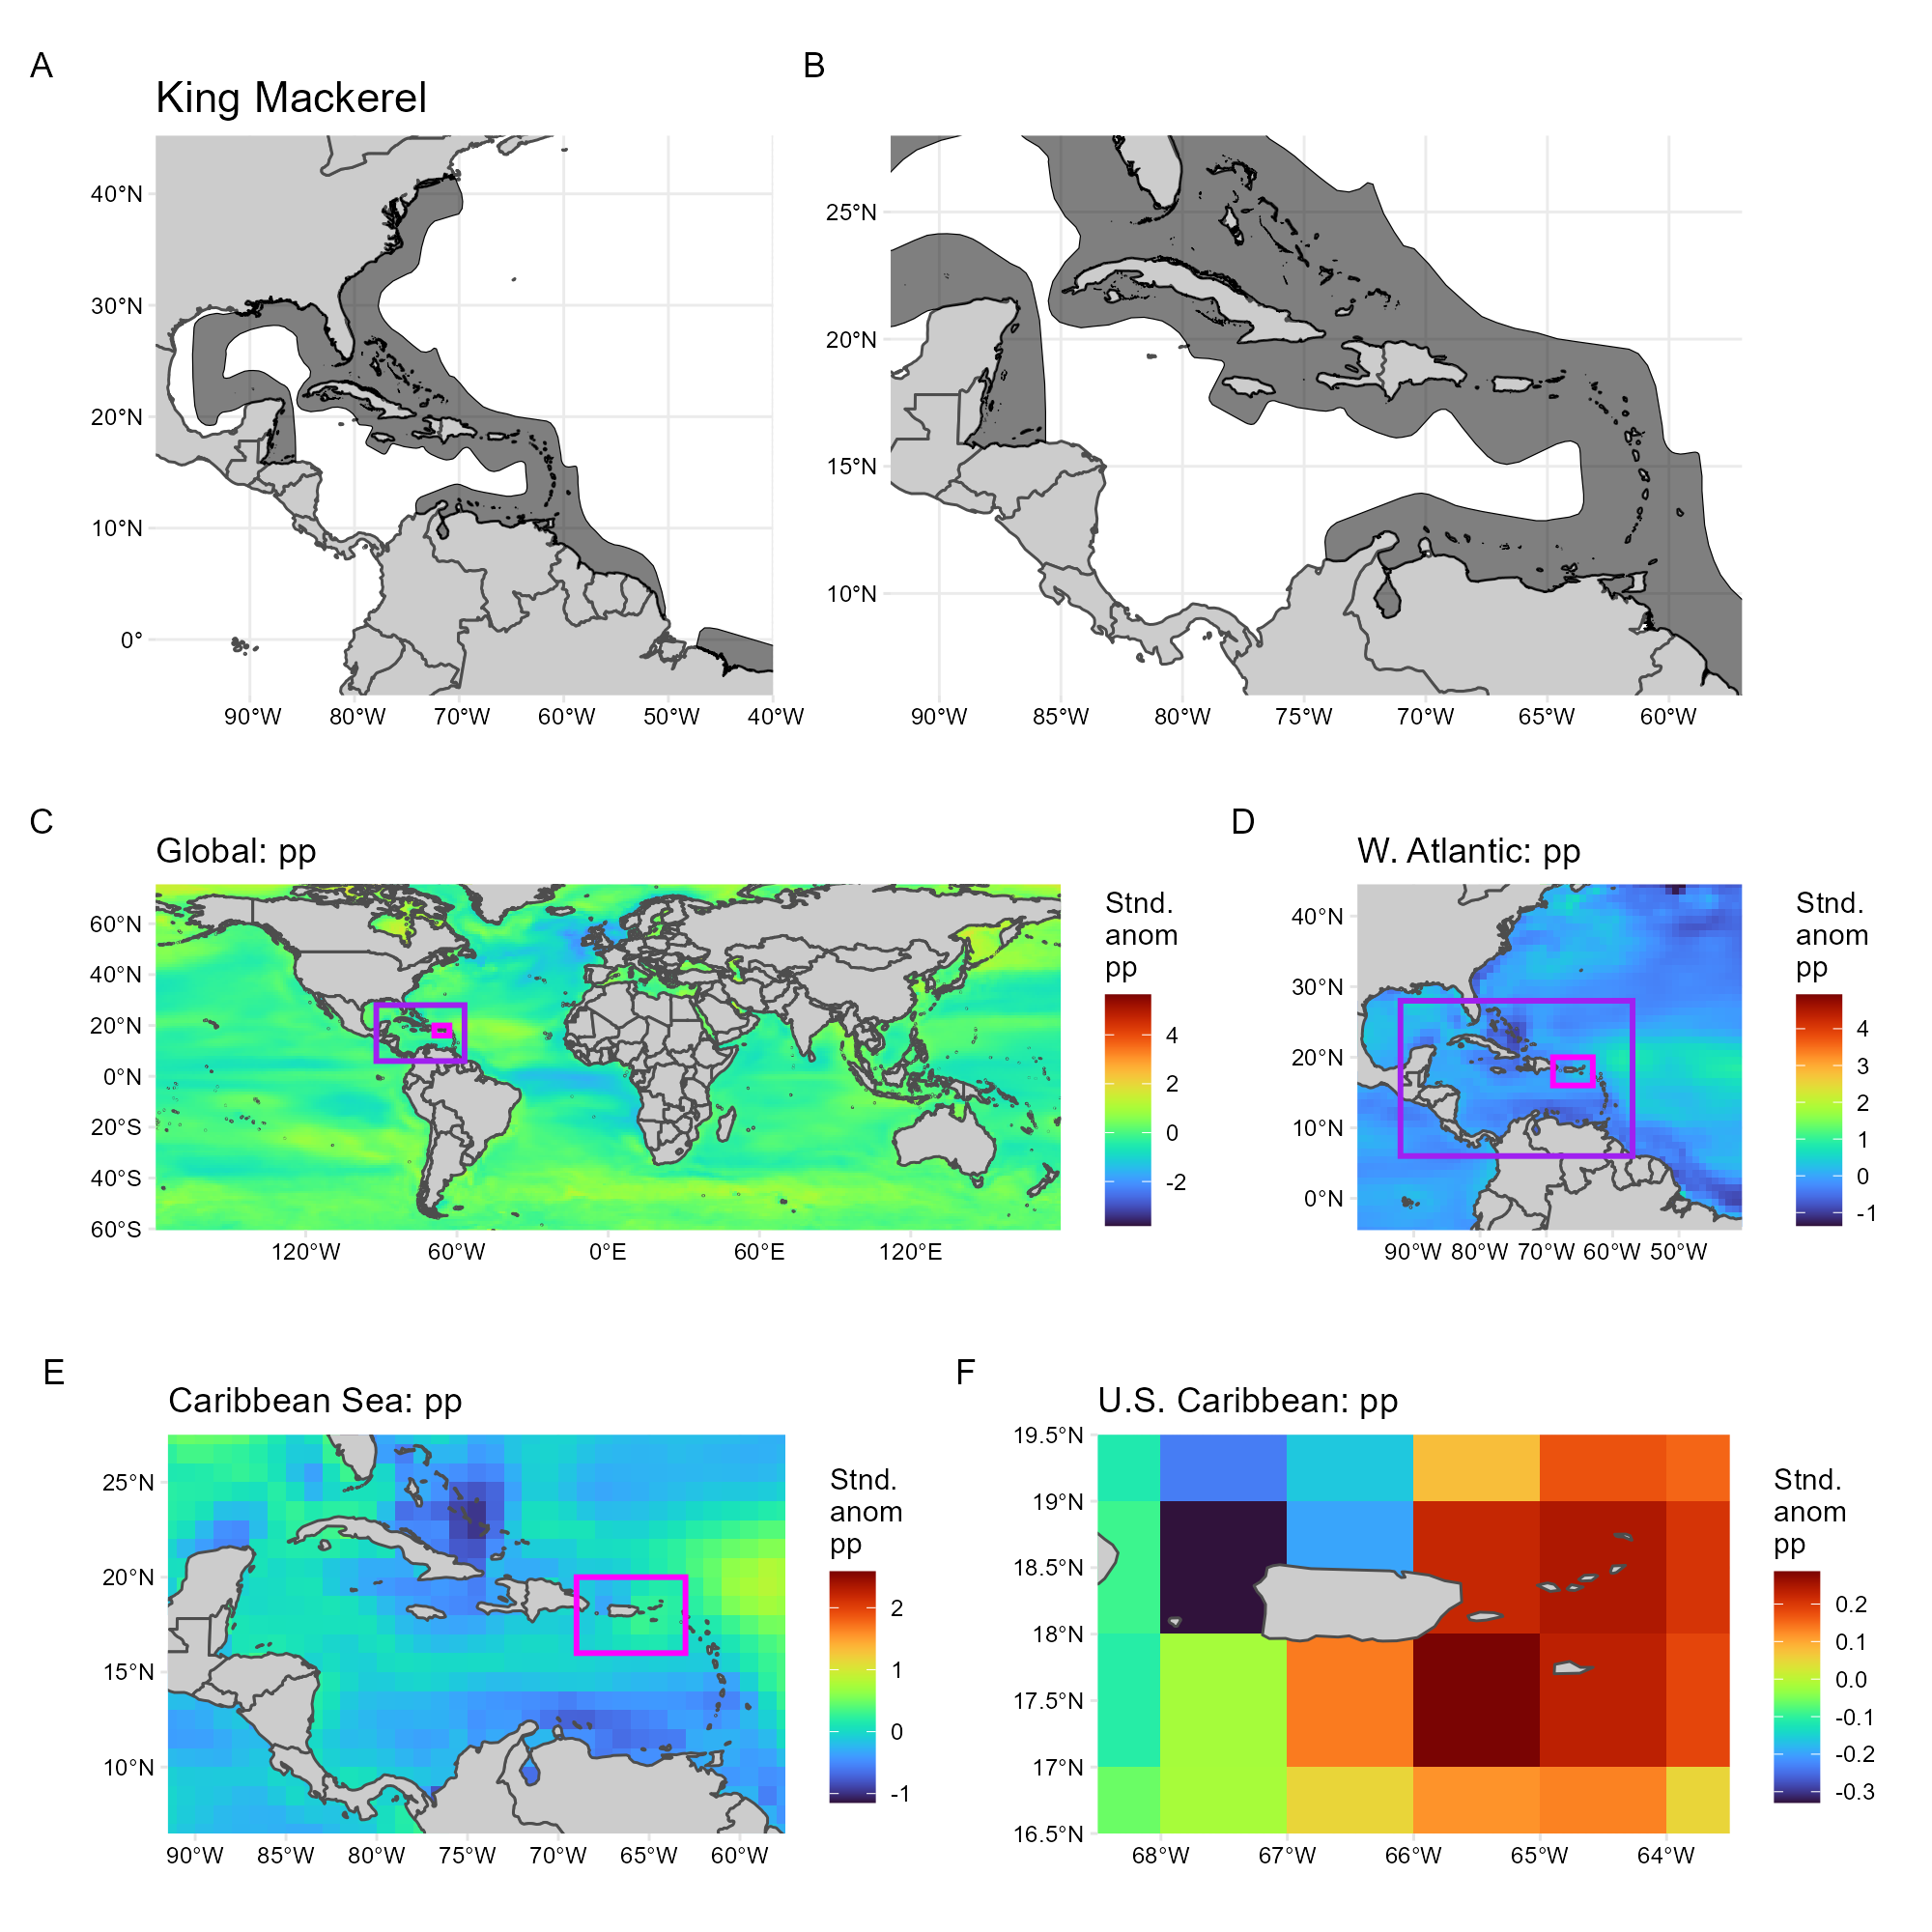 A
B
King Mackerel
40°N
30°N
20°N
10°N
0°
90°W 80°W 70°W 60°W 50°W 40°W
25°N
20°N
15°N
10°N
90°W 85°W 80°W 75°W 70°W 65°W 60°W
C
D
Global: pp
60°N
40°N
20°N
0°N
20°S
40°S
60°S
120°W 60°W 0°E 60°E 120°E
Stnd.
anom
pp
4
2
0
-2
W. Atlantic: pp
40°N
30°N
20°N
10°N
0°N
90°W 80°W 70°W 60°W 50°W
Stnd.
anom
pp
4
3
2
1
0
-1
E
F
Caribbean Sea: pp
25°N
20°N
15°N
10°N
90°W 85°W 80°W 75°W 70°W 65°W 60°W
Stnd.
anom
pp
2
1
0
-1
U.S. Caribbean: pp
19.5°N
19°N
18.5°N
18°N
17.5°N
17°N
16.5°N
68°W 67°W 66°W 65°W 64°W
Stnd.
anom
pp
0.2
0.1
0.0
-0.1
-0.2
-0.3